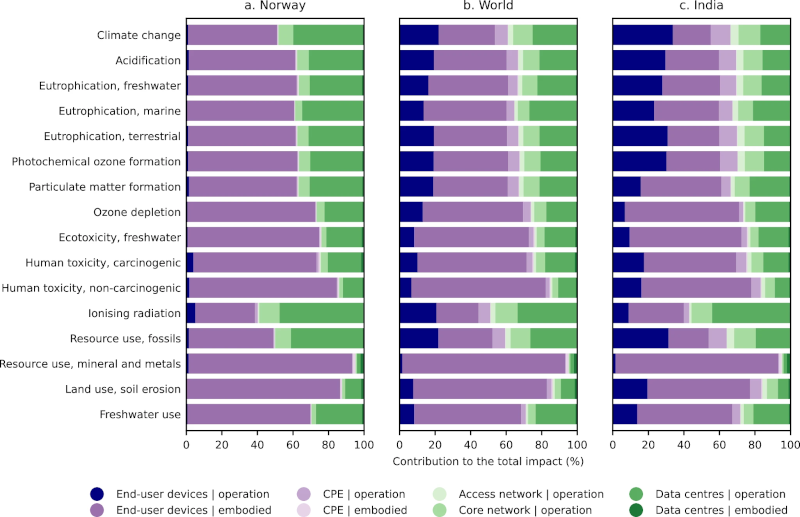 a. Norway
b. World
c. India
Climate change
Acidification
Eutrophication, freshwater
Eutrophication, marine
Eutrophication, terrestrial
Photochemical ozone formation
Particulate matter formation
Ozone depletion
Ecotoxicity, freshwater
Human toxicity, carcinogenic
Human toxicity, non-carcinogenic
Ionising radiation
Resource use, fossils
Resource use, mineral and metals
Land use, soil erosion
Freshwater use
0 20 40 60 80 100
0 20 40 60 80 100
0 20 40 60 80 100
Contribution to the total impact (%)
End-user devices | operation
End-user devices | embodied
CPE | operation
CPE | embodied
Access network | operation
Core network | operation
Data centres | operation
Data centres | embodied